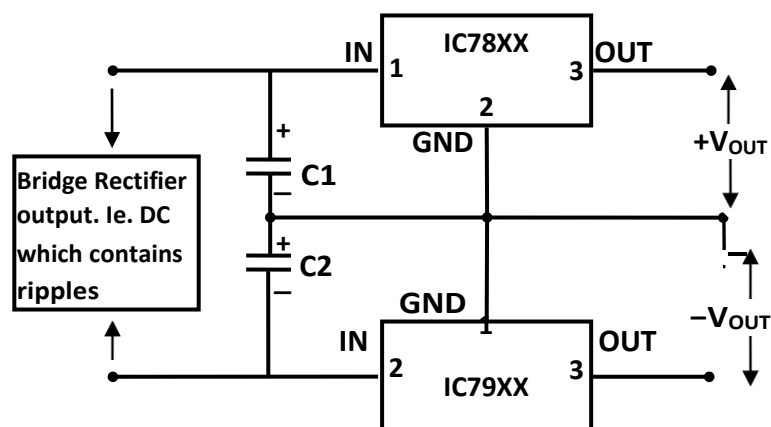 IN
IC78XX
OUT
1
3
2
GND
+
C1
–
+VOUT
Bridge Rectifier
output. Ie. DC
which contains
ripples
+
C2
–
GND
1
–VOUT
IN
OUT
2
3
IC79XX